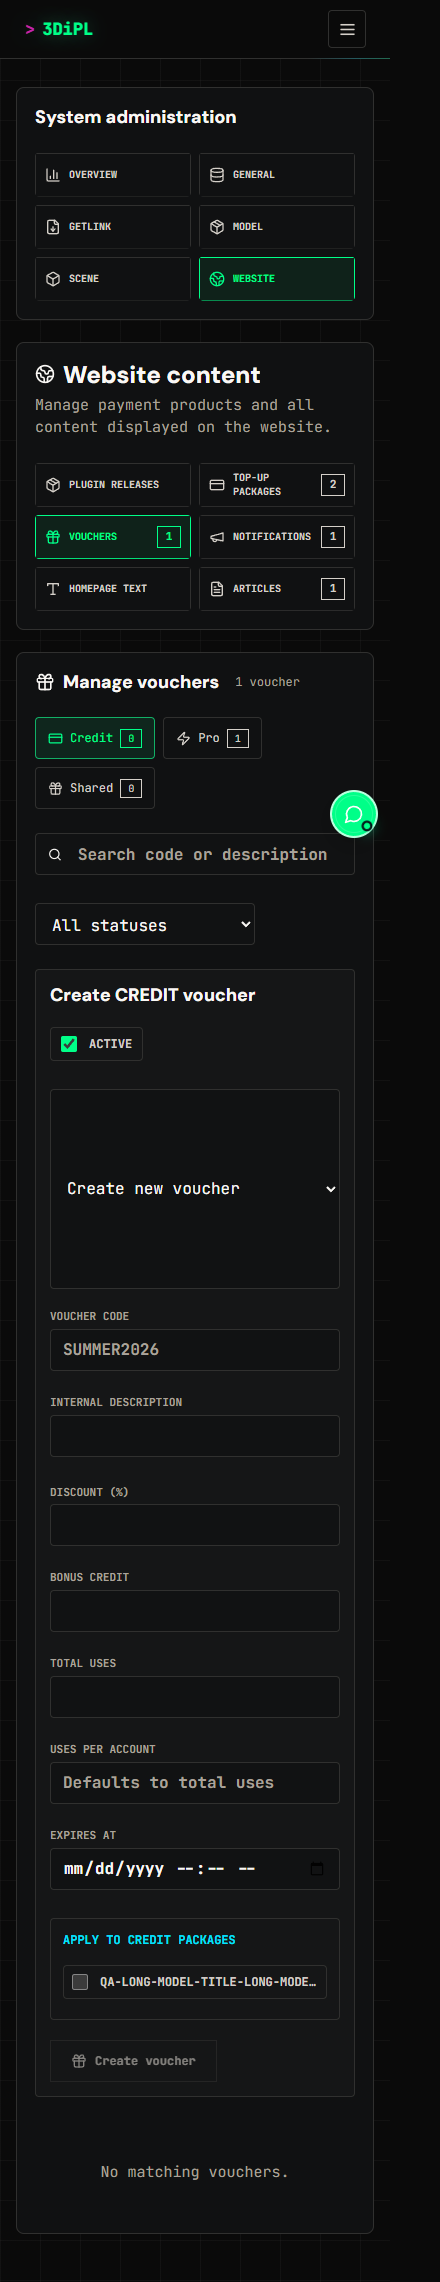 > 3DiPL
System administration
OVERVIEW
GENERAL
GETLINK
MODEL
SCENE
WEBSITE
Website content
Manage payment products and all
content displayed on the website.
PLUGIN RELEASES
TOP-UP
PACKAGES
2
VOUCHERS
1
NOTIFICATIONS
1
HOMEPAGE TEXT
ARTICLES
1
Manage vouchers
1 voucher
Credit
0
Pro
1
Shared
0
Search code or description
All statuses
Create CREDIT voucher
ACTIVE
Create new voucher
VOUCHER CODE
SUMMER2026
INTERNAL DESCRIPTION
DISCOUNT (%)
BONUS CREDIT
TOTAL USES
USES PER ACCOUNT
Defaults to total uses
EXPIRES AT
mm/dd/yyyy --:-- --
APPLY TO CREDIT PACKAGES
QA-LONG-MODEL-TITLE-LONG-MODE…
Create voucher
No matching vouchers.